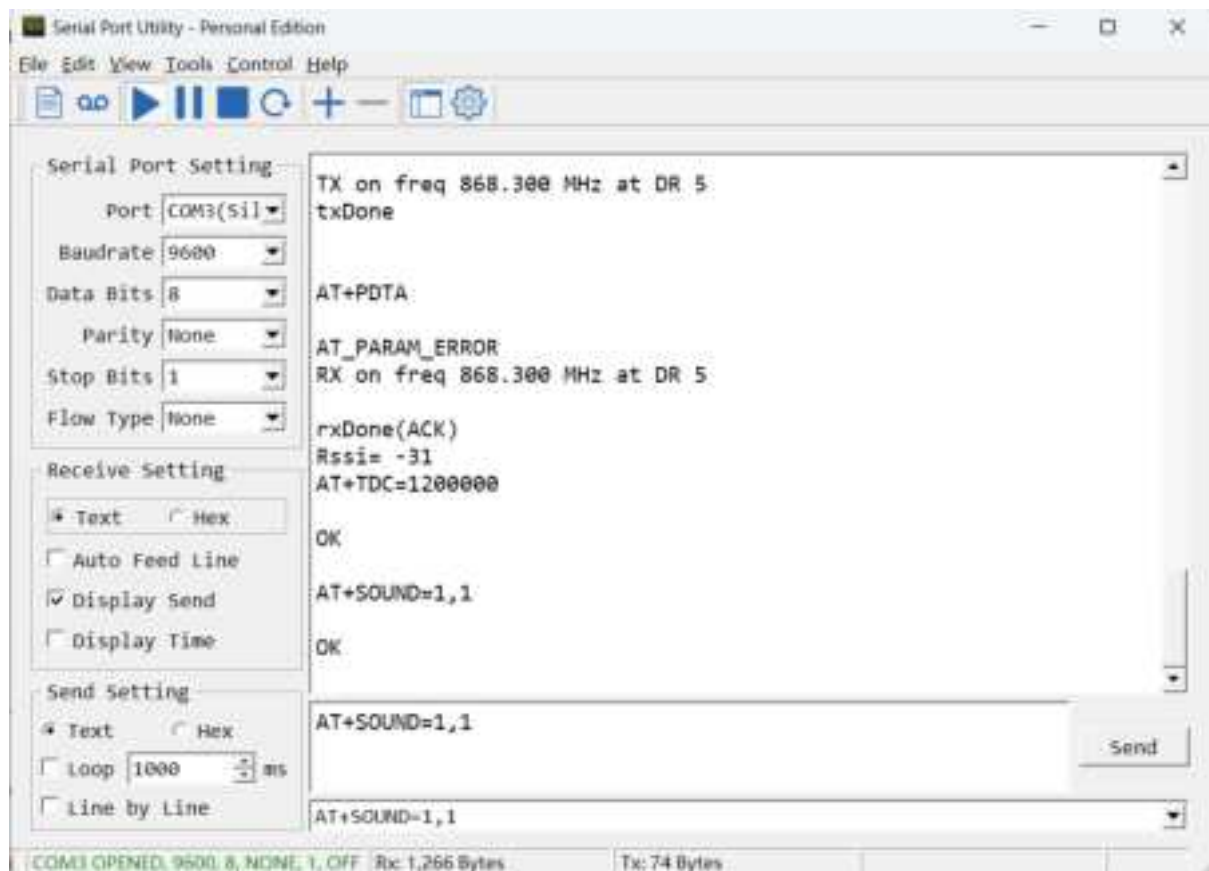 Serial Port Utility - Personal Edition
File Edit View Tools Control Help
Serial Port Setting
Port COM3(Sil
Baudrate 9600
Data Bits 8
Parity None
Stop Bits 1
Flow Type None
Receive Setting
Text Hex
Auto Feed Line
Display Send
Display Time
Send Setting
Text Hex
Loop 1000 ms
Line by Line
TX on freq 868.300 MHz at DR 5
txDone
AT+PDTA
AT_PARAM_ERROR
RX on freq 868.300 MHz at DR 5
rxDone(ACK)
Rssi= -31
AT+TDC=1200000
OK
AT+SOUND=1,1
OK
AT+SOUND=1,1
Send
AT+SOUND=1,1
COM3 OPENED, 9600, 8, NONE, 1, OFF Rx: 1,266 Bytes Tx: 74 Bytes